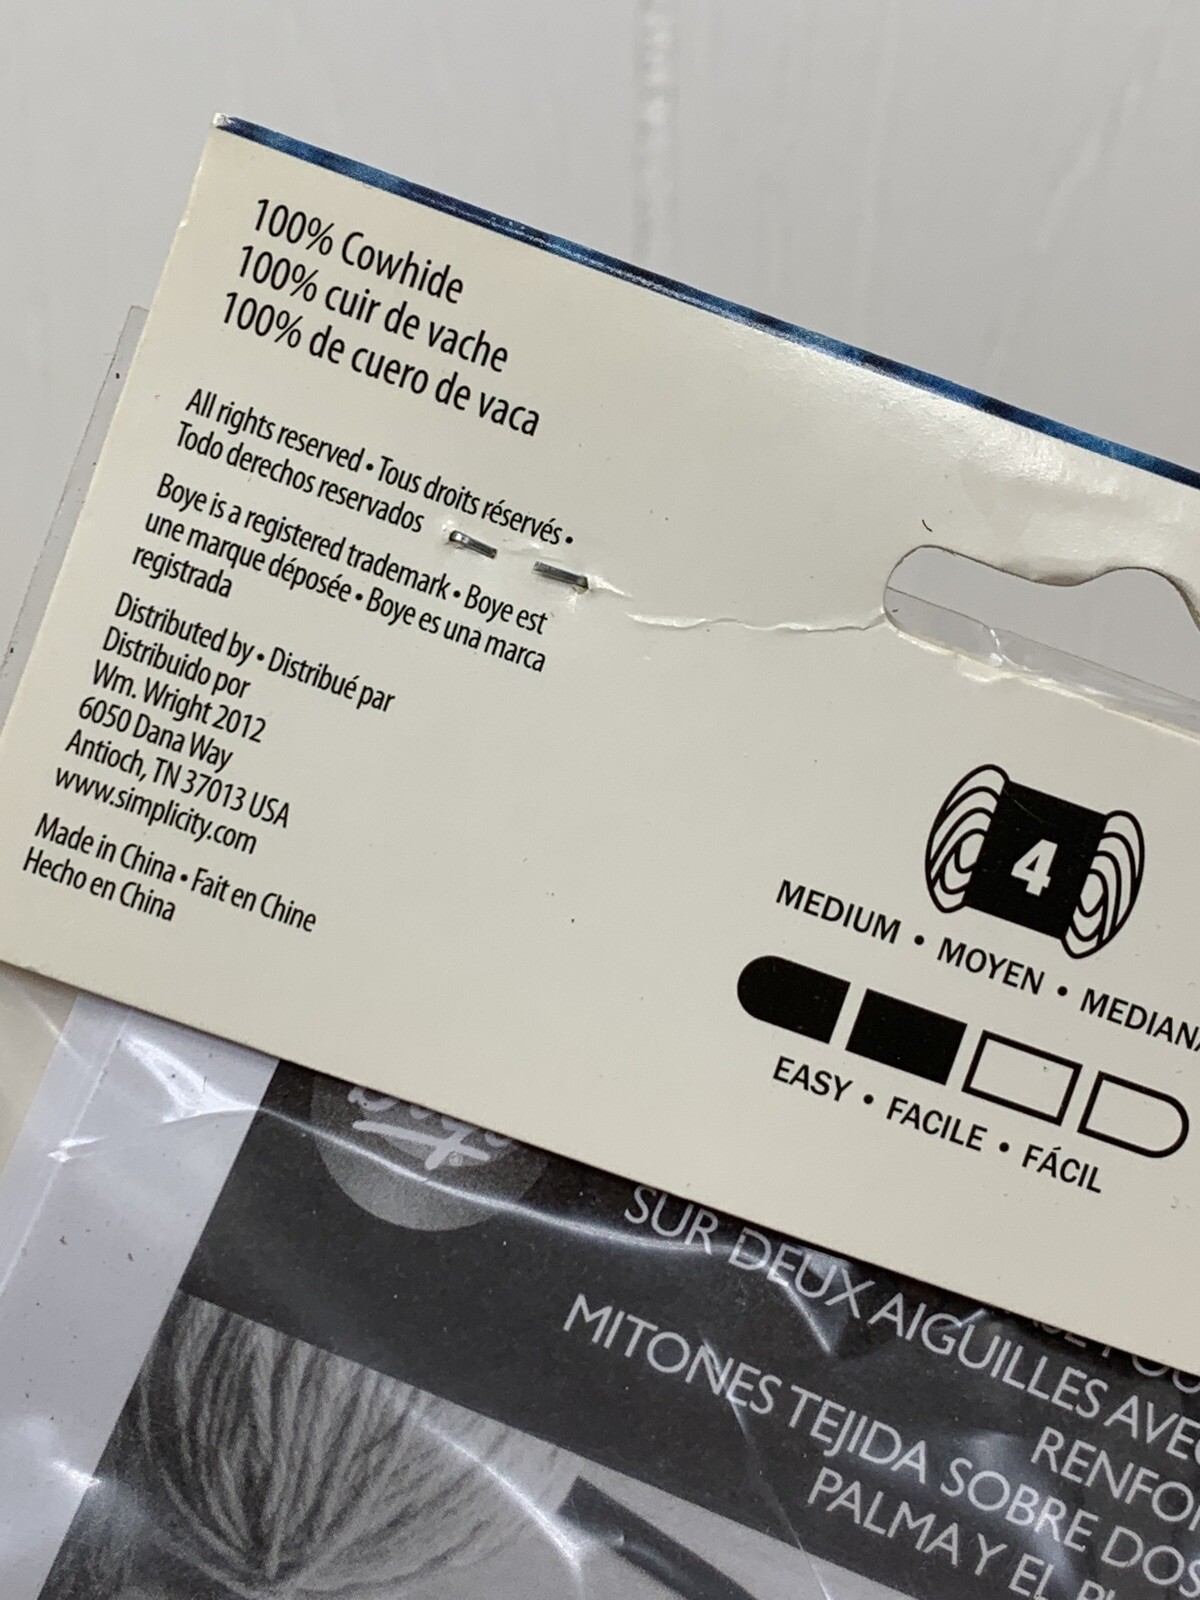 100% Cowhide
100% cuir de vache
100% de cuero de vaca
All rights reserved • Tous droits réservés •
Todo derechos reservados
Boye is a registered trademark • Boye est
une marque déposée • Boye es una marca
registrada
Distributed by • Distribué par
Distribuido por
Wm. Wright 2012
6050 Dana Way
Antioch, TN 37013 USA
www.simplicity.com
Made in China • Fait en Chine
Hecho en China
4
MEDIUM • MOYEN •
EASY • FACILE • FÁCIL
SUR DEUX AIGUILLES
MITONES TEJIDA SOBRE DOS
PALMA Y EL